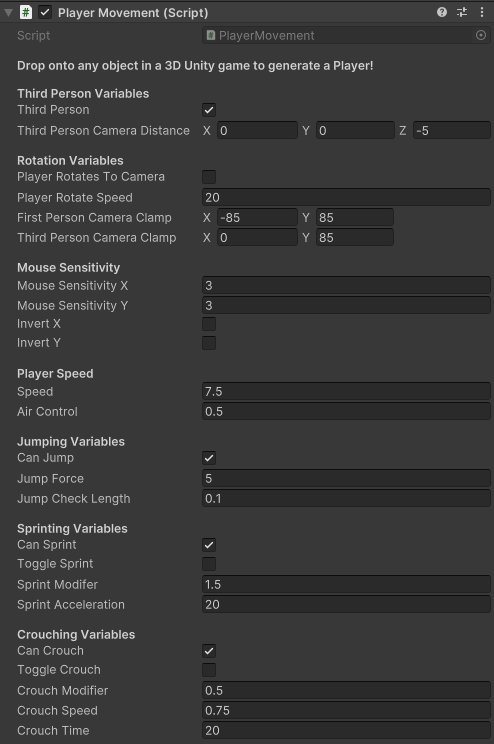 Player Movement (Script)
Script PlayerMovement
Drop onto any object in a 3D Unity game to generate a Player!
Third Person Variables
Third Person
Third Person Camera Distance X 0 Y 0 Z -5
Rotation Variables
Player Rotates To Camera
Player Rotate Speed 20
First Person Camera Clamp X -85 Y 85
Third Person Camera Clamp X 0 Y 85
Mouse Sensitivity
Mouse Sensitivity X 3
Mouse Sensitivity Y 3
Invert X
Invert Y
Player Speed
Speed 7.5
Air Control 0.5
Jumping Variables
Can Jump
Jump Force 5
Jump Check Length 0.1
Sprinting Variables
Can Sprint
Toggle Sprint
Sprint Modifer 1.5
Sprint Acceleration 20
Crouching Variables
Can Crouch
Toggle Crouch
Crouch Modifier 0.5
Crouch Speed 0.75
Crouch Time 20